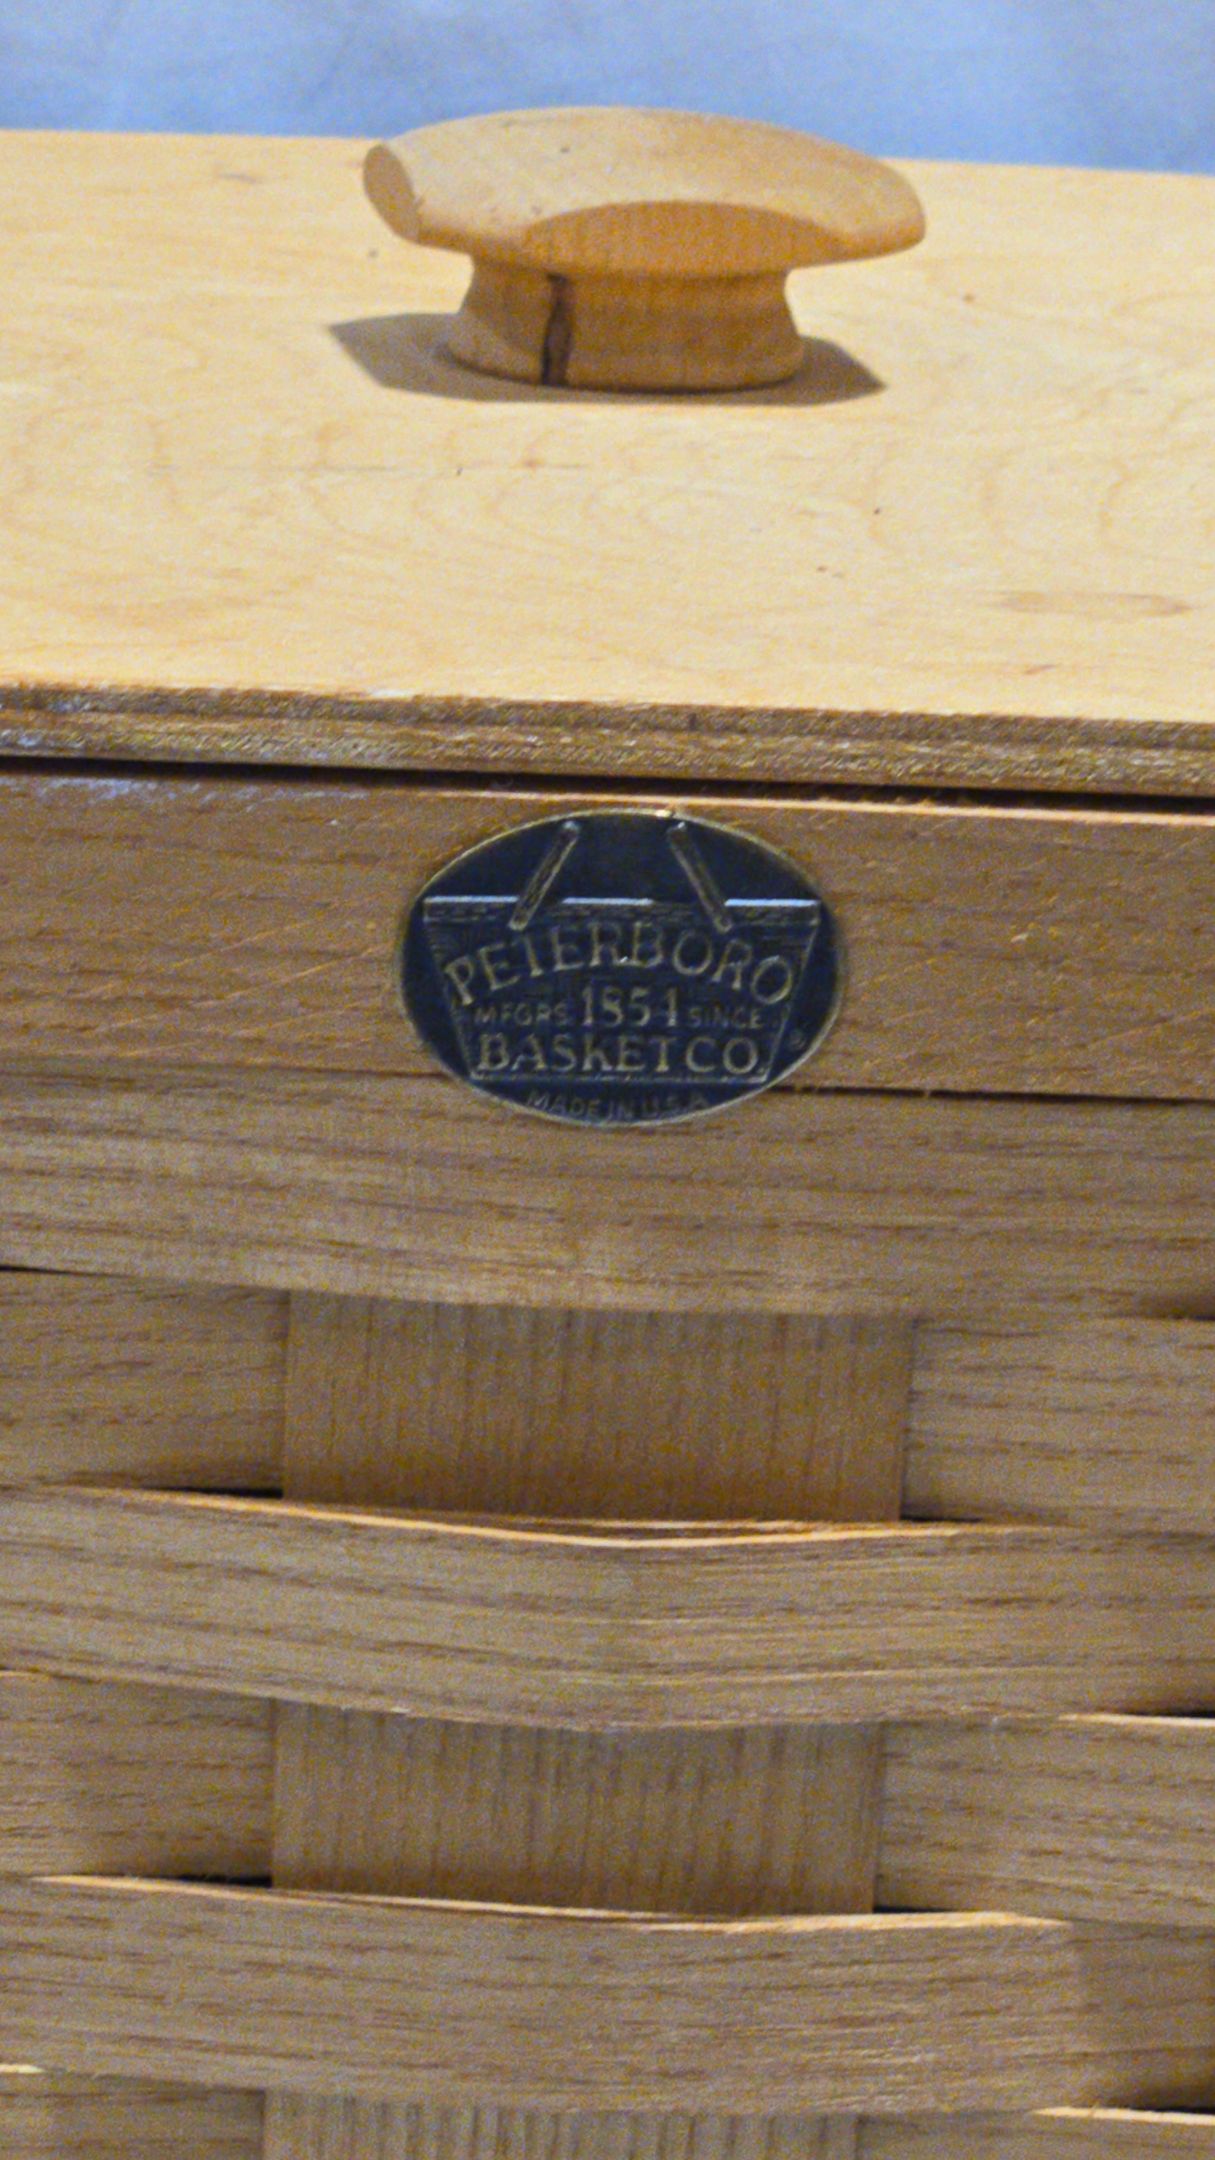 PETERBORO
MFGRS. 1854 SINCE
BASKET CO.
MADE IN U.S.A.